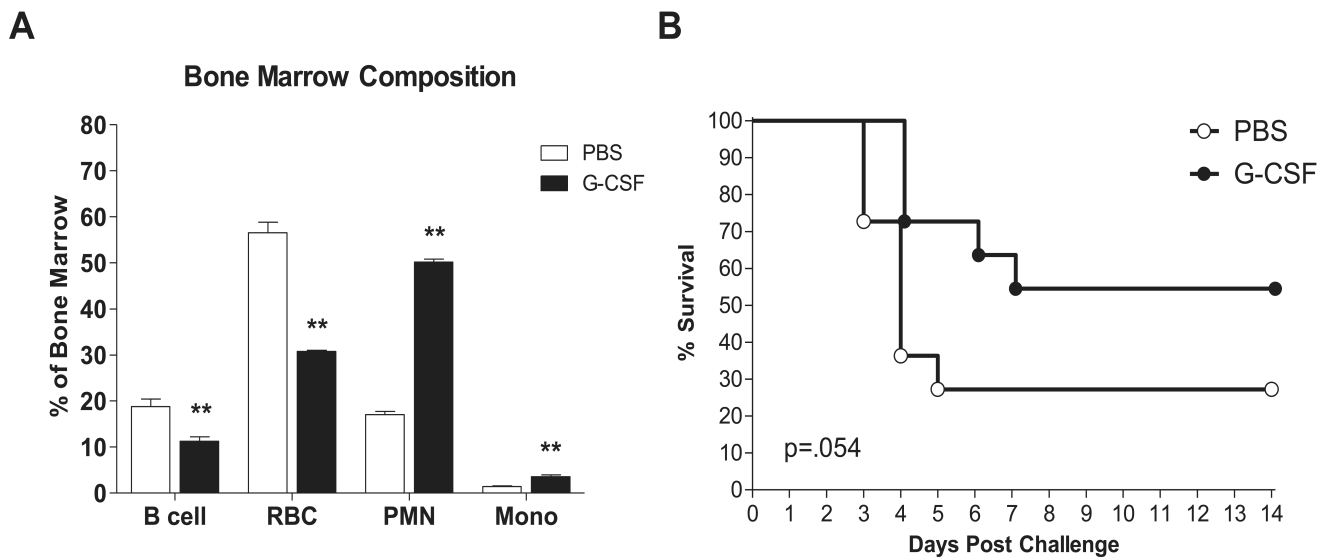 A
Bone Marrow Composition
% of Bone Marrow
80
70
60
50
40
30
20
10
0
PBS
G-CSF
**
**
**
**
B cell
RBC
PMN
Mono
B
% Survival
100
90
80
70
60
50
40
30
20
10
0
PBS
G-CSF
p=.054
0 1 2 3 4 5 6 7 8 9 10 11 12 13 14
Days Post Challenge